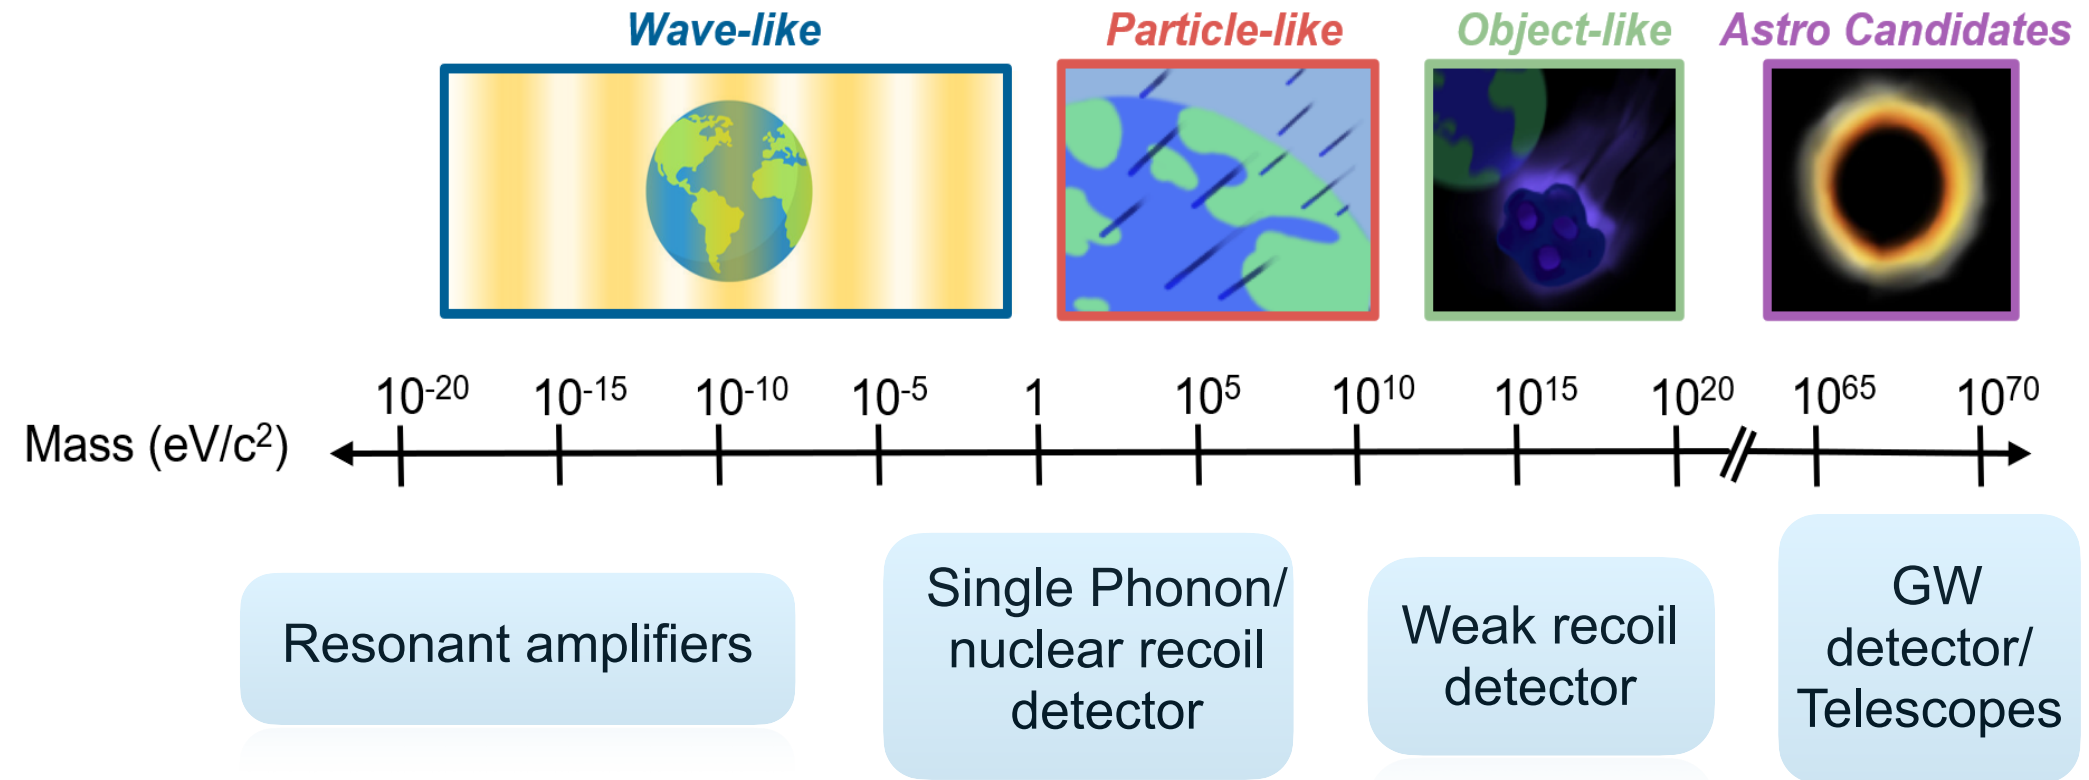 Wave-like Particle-like Object-like Astro Candidates
10⁻²⁰ 10⁻¹⁵ 10⁻¹⁰ 10⁻⁵ 1 10⁵ 10¹⁰ 10¹⁵ 10²⁰ 10⁶⁵ 10⁷⁰
Mass (eV/c²)
Resonant amplifiers
Single Phonon/
nuclear recoil
detector
Weak recoil
detector
GW
detector/
Telescopes